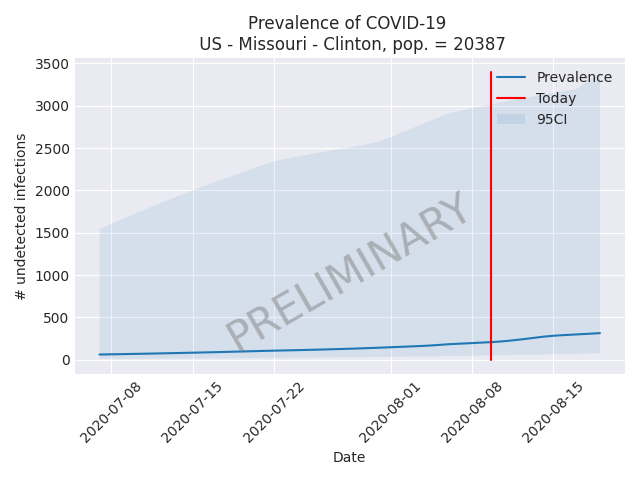 Prevalence of COVID-19
US - Missouri - Clinton, pop. = 20387
3500
3000
2500
2000
1500
1000
500
0
# undetected infections
Prevalence
Today
95CI
PRELIMINARY
2020-07-08
2020-07-15
2020-07-22
2020-08-01
2020-08-08
2020-08-15
Date